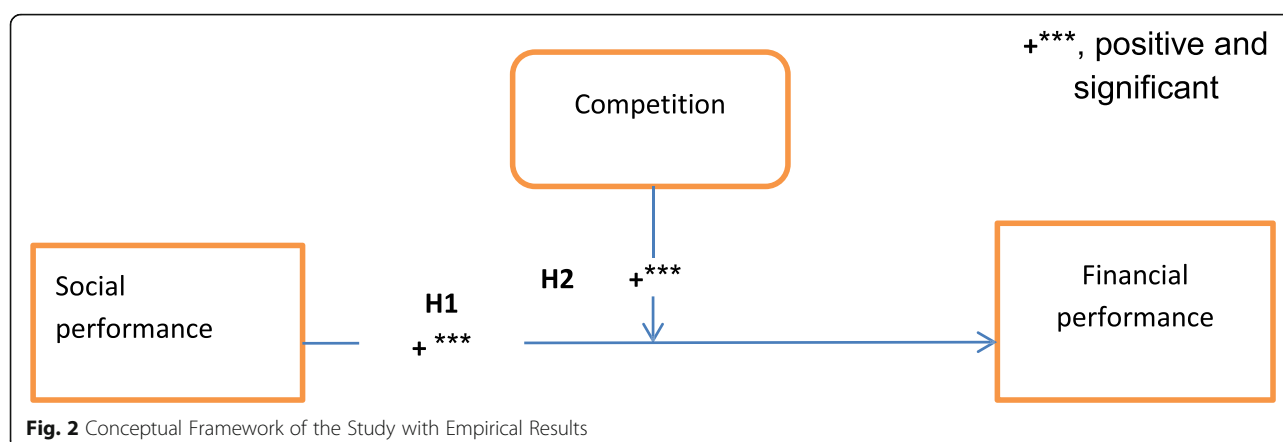 +***, positive and
significant
Competition
Social
performance
H1
+ ***
H2 +***
Financial
performance
Fig. 2 Conceptual Framework of the Study with Empirical Results